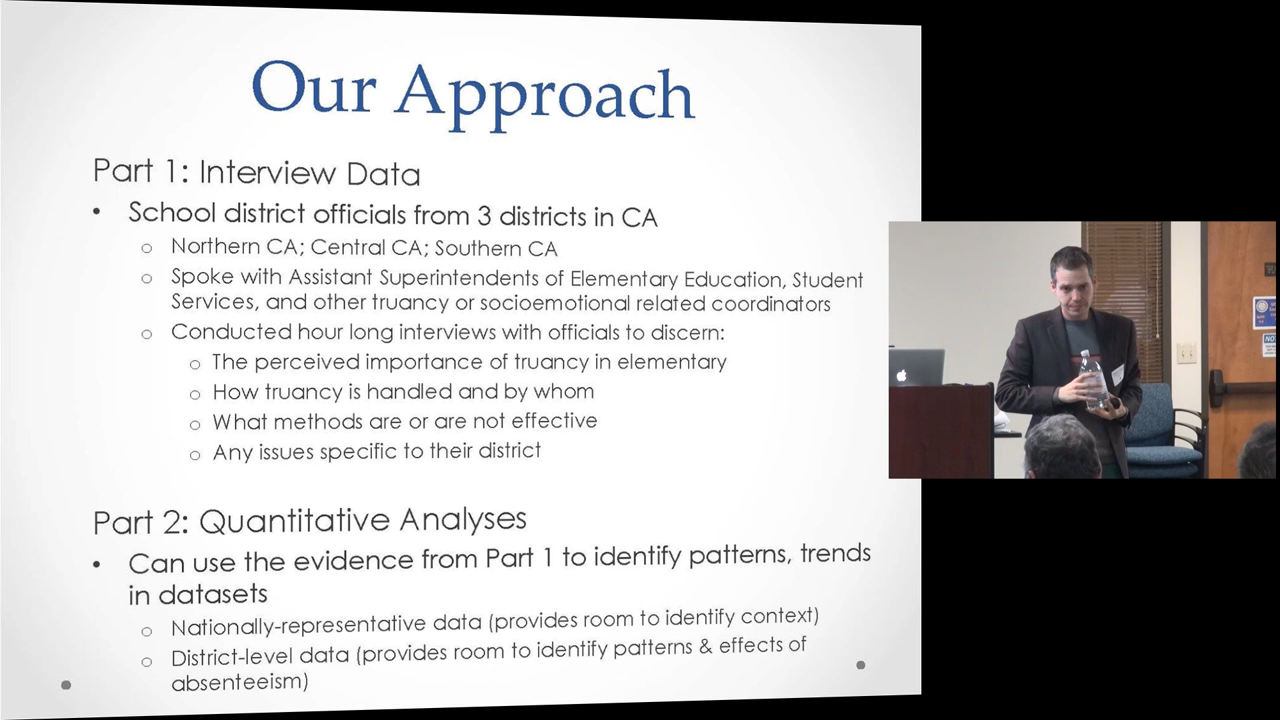 Our Approach
Part 1: Interview Data
• School district officials from 3 districts in CA
o Northern CA; Central CA; Southern CA
o Spoke with Assistant Superintendents of Elementary Education, Student
Services, and other truancy or socioemotional related coordinators
o Conducted hour long interviews with officials to discern:
o The perceived importance of truancy in elementary
o How truancy is handled and by whom
o What methods are or are not effective
o Any issues specific to their district
Part 2: Quantitative Analyses
• Can use the evidence from Part 1 to identify patterns, trends
in datasets
o Nationally-representative data (provides room to identify context)
o District-level data (provides room to identify patterns & effects of
absenteeism)